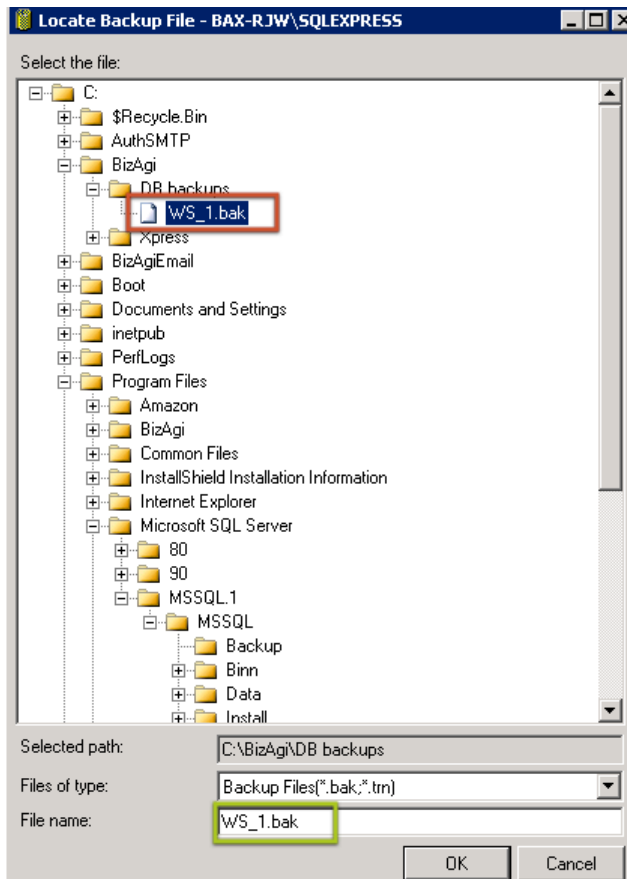 Locate Backup File - BAX-RJW\SQLEXPRESS
Select the file:
C:
$Recycle.Bin
AuthSMTP
BizAgi
DB backups
WS_1.bak
Xpress
BizAgiEmail
Boot
Documents and Settings
inetpub
PerfLogs
Program Files
Amazon
BizAgi
Common Files
InstallShield Installation Information
Internet Explorer
Microsoft SQL Server
80
90
MSSQL.1
MSSQL
Backup
Binn
Data
Install
Selected path: C:\BizAgi\DB backups
Files of type: Backup Files(*.bak;*.trn)
File name: WS_1.bak
OK Cancel